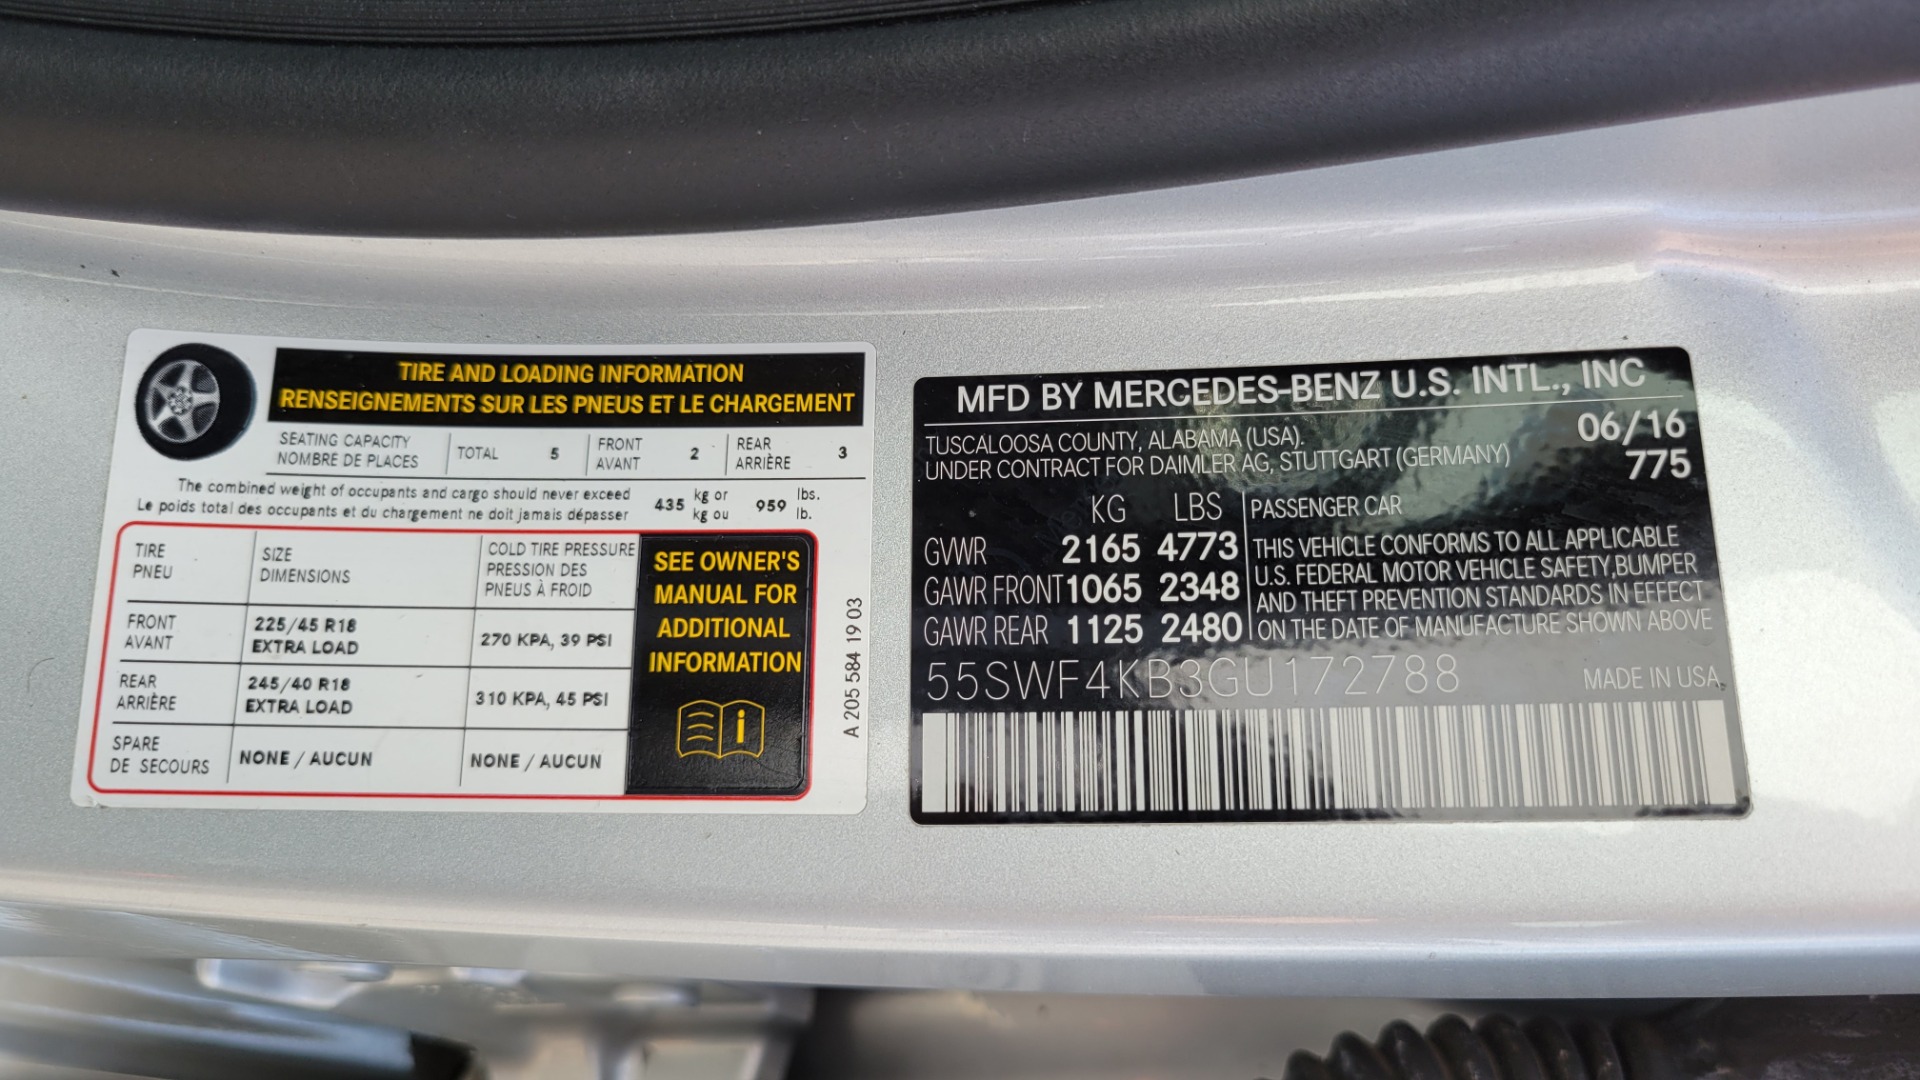 TIRE AND LOADING INFORMATION
RENSEIGNEMENTS SUR LES PNEUS ET LE CHARGEMENT
SEATING CAPACITY
NOMBRE DE PLACES
TOTAL 5
FRONT
AVANT
2
REAR
ARRIÈRE
3
The combined weight of occupants and cargo should never exceed
Le poids total des occupants et du chargement ne doit jamais dépasser
435
kg or
kg ou
959
lbs.
lb.
TIRE
PNEU
SIZE
DIMENSIONS
COLD TIRE PRESSURE
PRESSION DES
PNEUS À FROID
FRONT
AVANT
225/45 R18
EXTRA LOAD
270 KPA, 39 PSI
REAR
ARRIÈRE
245/40 R18
EXTRA LOAD
310 KPA, 45 PSI
SPARE
DE SECOURS
NONE / AUCUN
NONE / AUCUN
SEE OWNER'S
MANUAL FOR
ADDITIONAL
INFORMATION
A 205 584 19 03
MFD BY MERCEDES-BENZ U.S. INTL., INC
TUSCALOOSA COUNTY, ALABAMA (USA).
UNDER CONTRACT FOR DAIMLER AG, STUTTGART (GERMANY)
06/16
775
KG LBS
GVWR 2165 4773
GAWR FRONT 1065 2348
GAWR REAR 1125 2480
PASSENGER CAR
THIS VEHICLE CONFORMS TO ALL APPLICABLE
U.S. FEDERAL MOTOR VEHICLE SAFETY,BUMPER
AND THEFT PREVENTION STANDARDS IN EFFECT
ON THE DATE OF MANUFACTURE SHOWN ABOVE
55SWF4KB3GU172788
MADE IN USA.